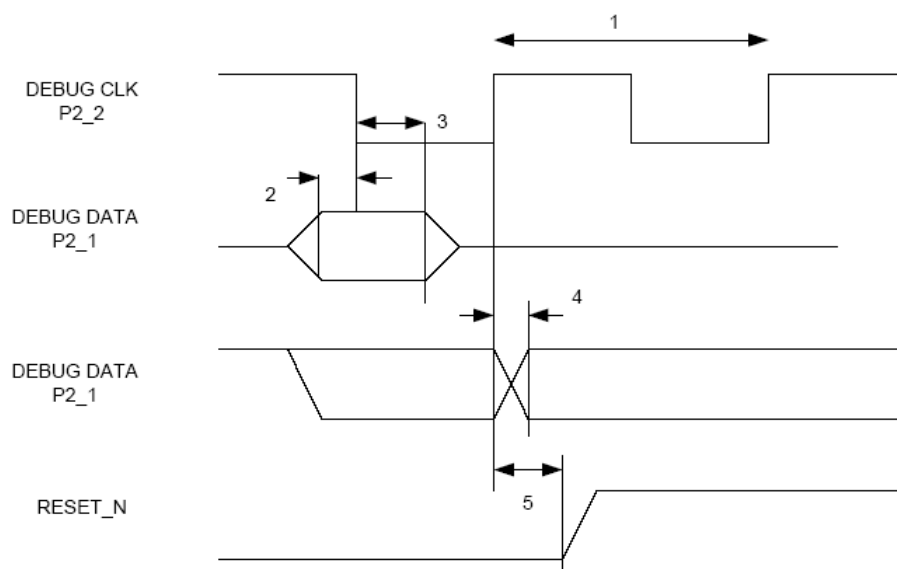 1
DEBUG CLK
P2_2
3
2
DEBUG DATA
P2_1
4
DEBUG DATA
P2_1
5
RESET_N